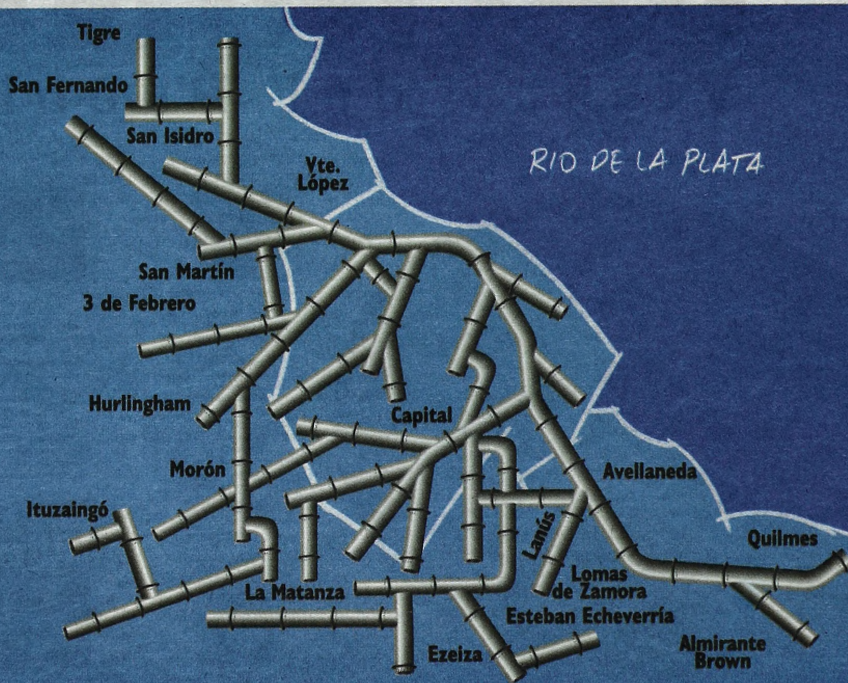 Tigre
San Fernando
San Isidro
Vte.
López
RIO DE LA PLATA
San Martín
3 de Febrero
Hurlingham
Capital
Morón
Avellaneda
Ituzaingó
Lanús
Quilmes
Lomas
de Zamora
La Matanza
Esteban Echeverría
Ezeiza
Almirante
Brown